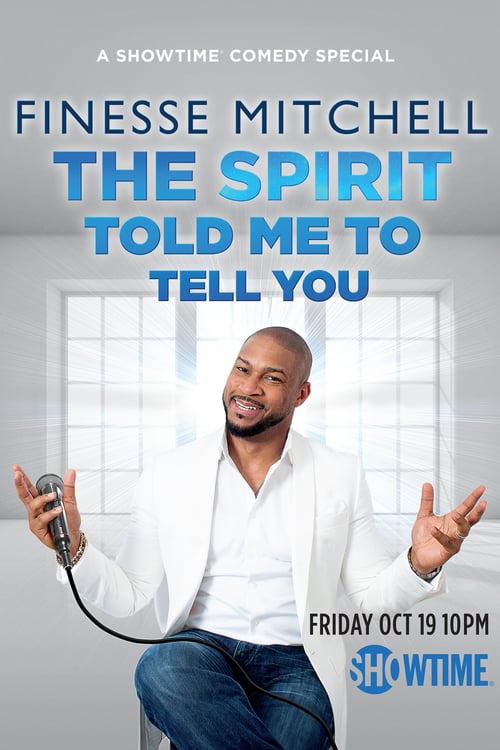 A SHOWTIME® COMEDY SPECIAL
FINESSE MITCHELL
THE SPIRIT
TOLD ME TO
TELL YOU
FRIDAY OCT 19 10PM
SHOWTIME®